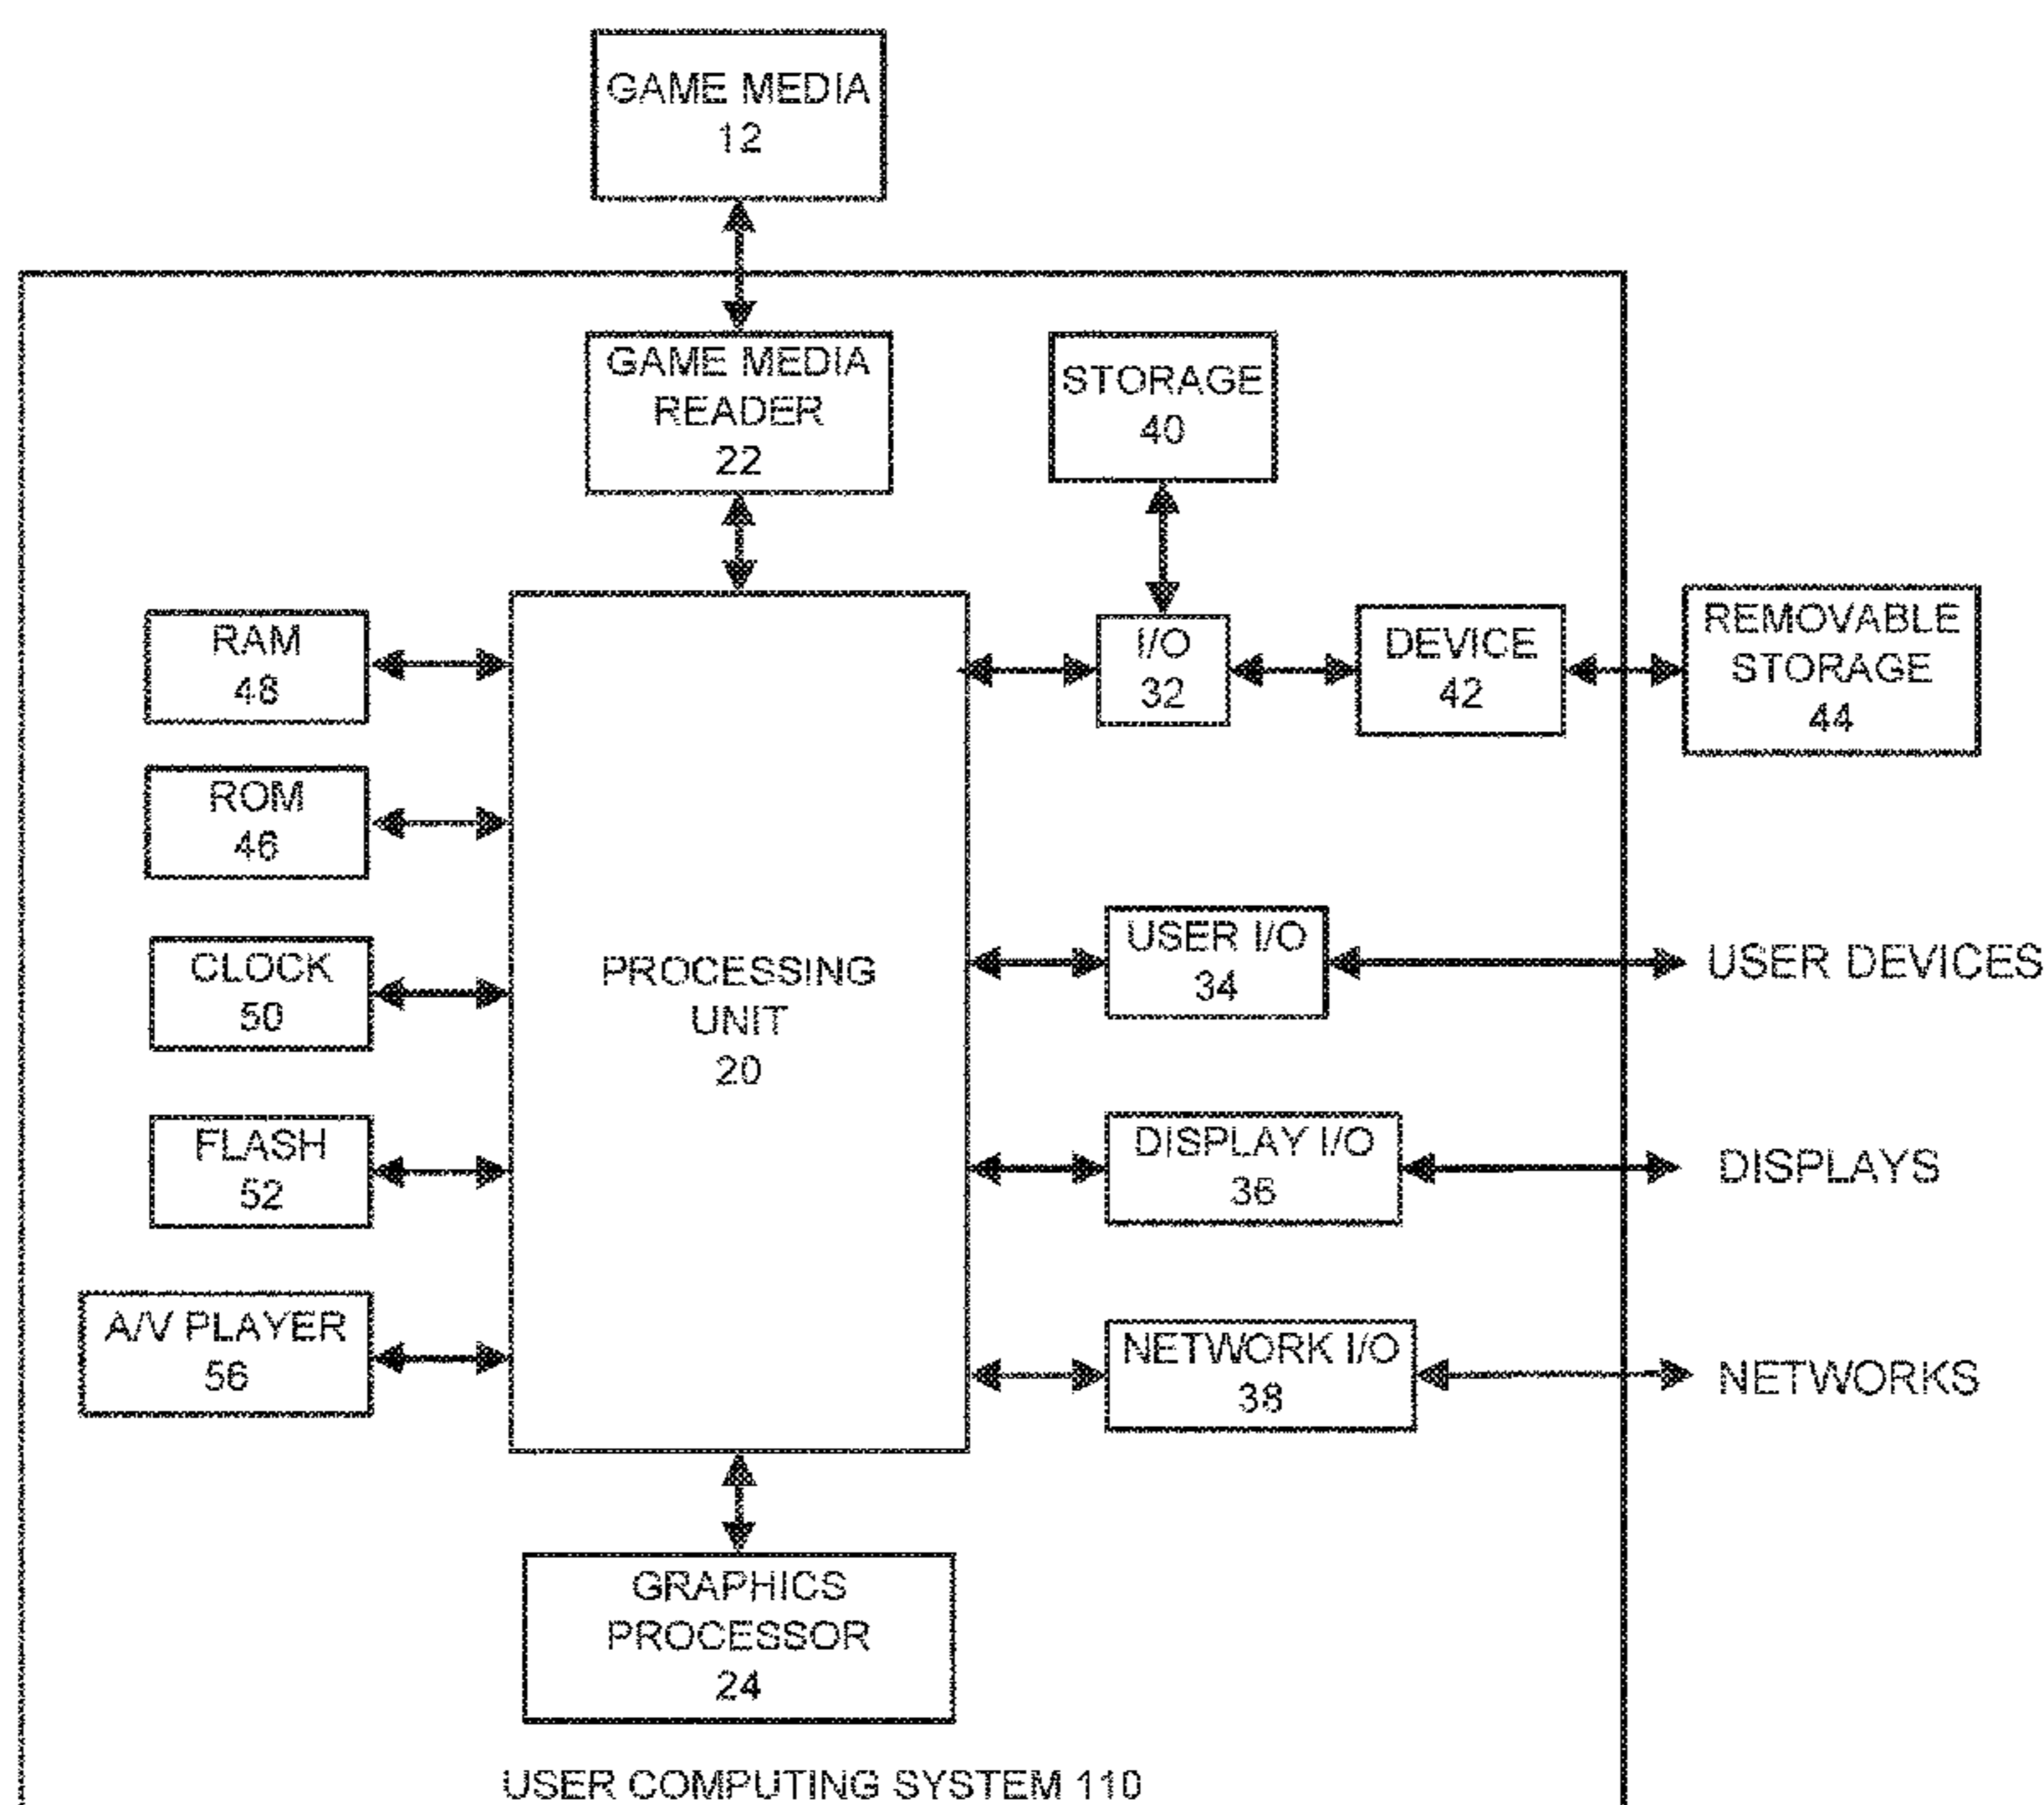 GAME MEDIA
12
GAME MEDIA
READER
22
STORAGE
40
RAM
48
I/O
32
DEVICE
42
REMOVABLE
STORAGE
44
ROM
46
CLOCK
50
PROCESSING
UNIT
20
USER I/O
34
USER DEVICES
FLASH
52
DISPLAY I/O
36
DISPLAYS
A/V PLAYER
56
NETWORK I/O
38
NETWORKS
GRAPHICS
PROCESSOR
24
USER COMPUTING SYSTEM 110